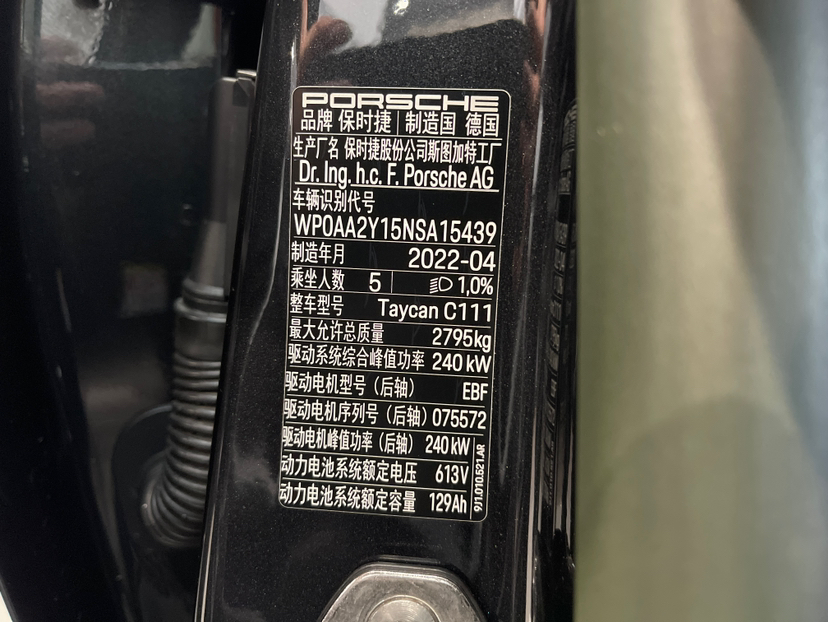 PORSCHE
品牌 保时捷 制造国 德国
生产厂名 保时捷股份公司斯图加特工厂
Dr. Ing. h.c. F. Porsche AG
车辆识别代号
WP0AA2Y15NSA15439
制造年月 2022-04
乘坐人数 5 1,0%
整车型号 Taycan C111
最大允许总质量 2795kg
驱动系统综合峰值功率 240kW
驱动电机型号（后轴） EBF
驱动电机序列号（后轴）075572
驱动电机峰值功率（后轴） 240kW
动力电池系统额定电压 613V
动力电池系统额定容量 129Ah
9J1.010.521.AR